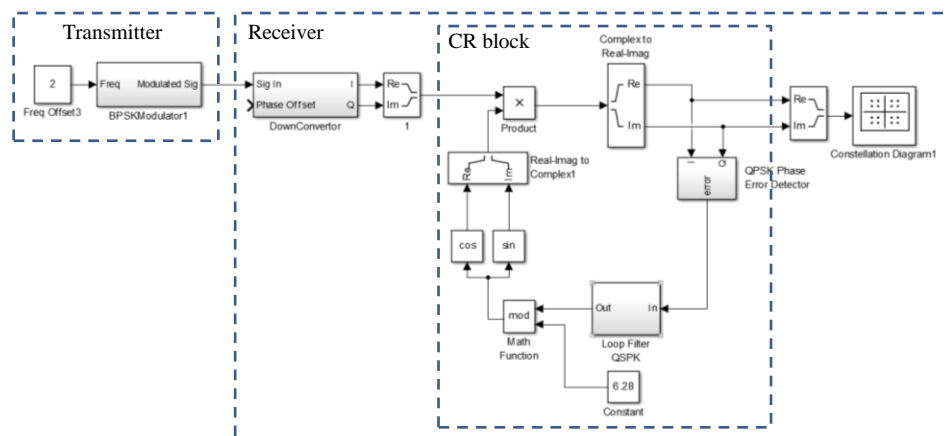 Transmitter
Receiver
CR block
2
Freq Offset3
Freq Modulated Sig
BPSKModulator1
Sig In I
Phase Offset Q
DownConvertor
Re
Im
1
×
Product
Complex to
Real-Imag
Re
Im
Re
Im
Constellation Diagram1
Real-Imag to
Complex1
Re
Im
I Q
error
QPSK Phase
Error Detector
cos
sin
mod
Math
Function
Out In
Loop Filter
QSPK
6.28
Constant